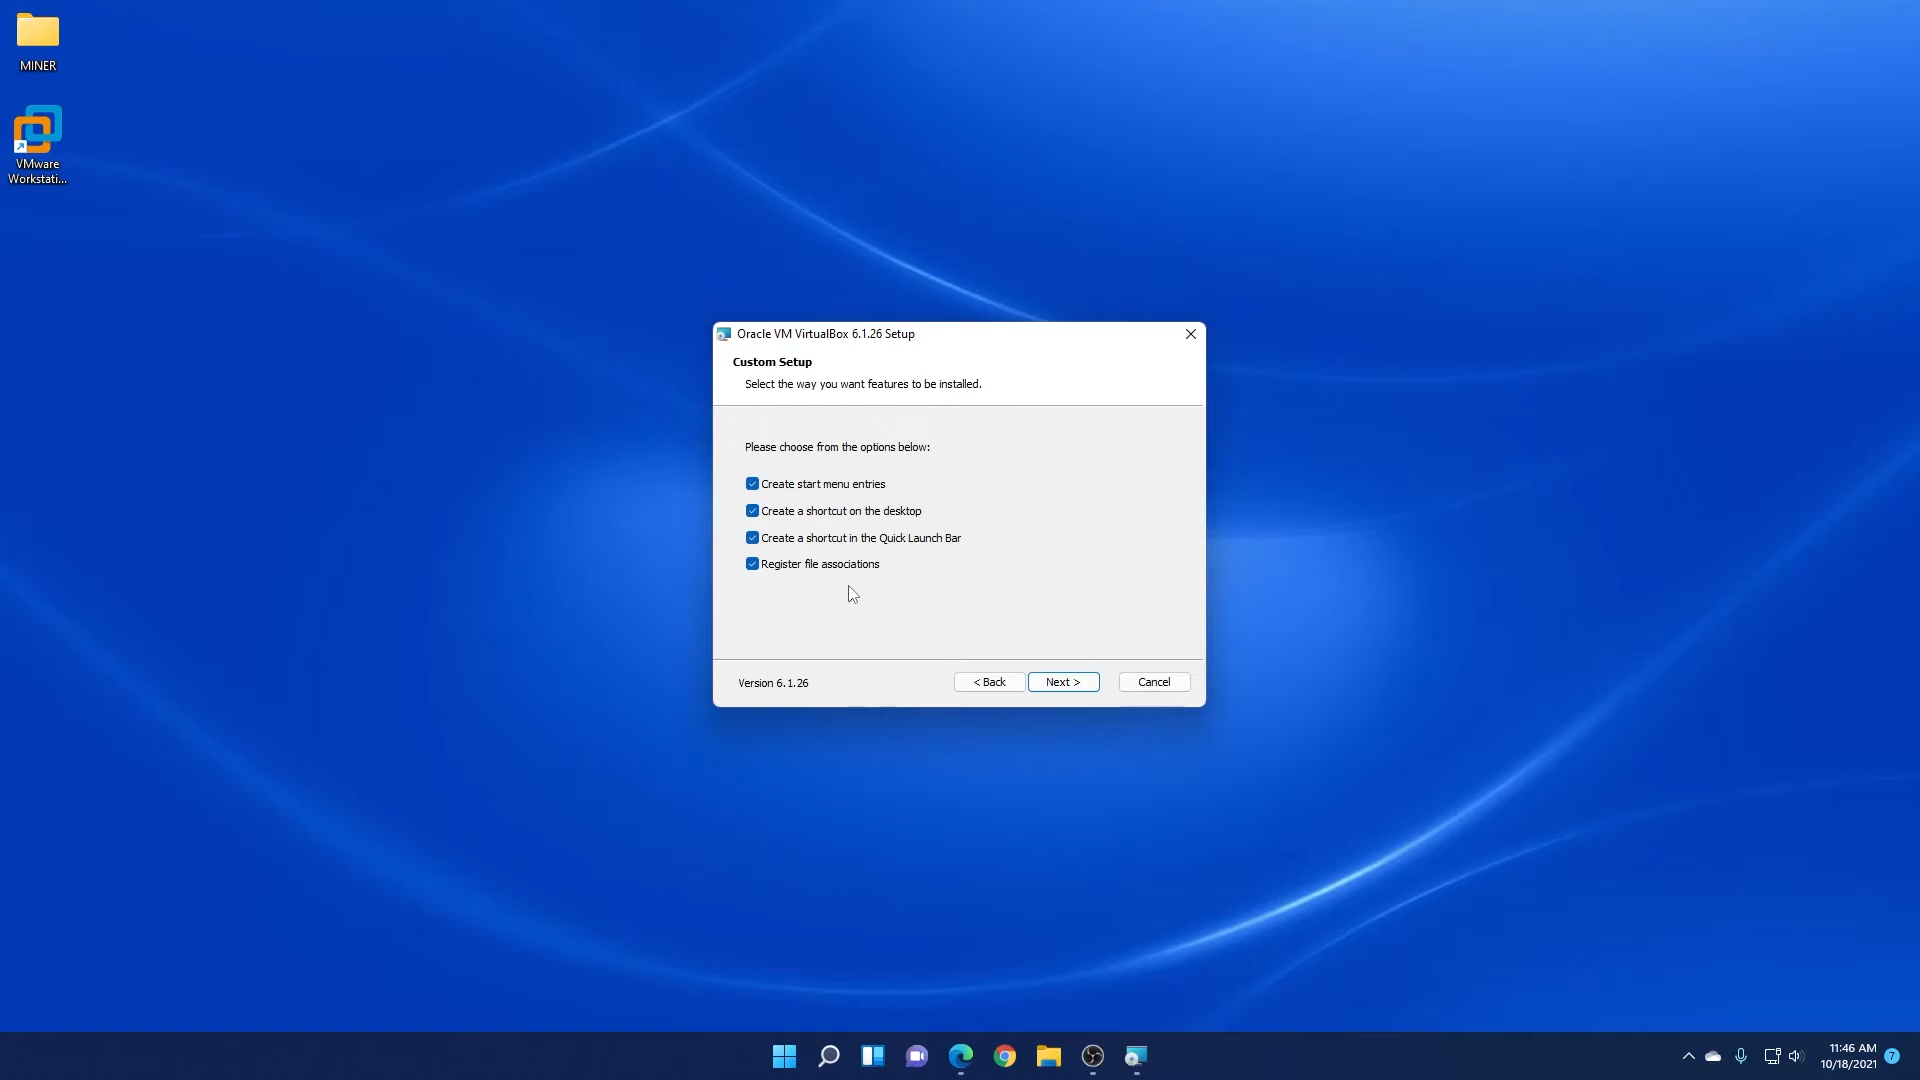 MINER
VMware
Workstati...
Oracle VM VirtualBox 6.1.26 Setup
Custom Setup
Select the way you want features to be installed.
Please choose from the options below:
Create start menu entries
Create a shortcut on the desktop
Create a shortcut in the Quick Launch Bar
Register file associations
Version 6.1.26
< Back
Next >
Cancel
11:46 AM
10/18/2021
7